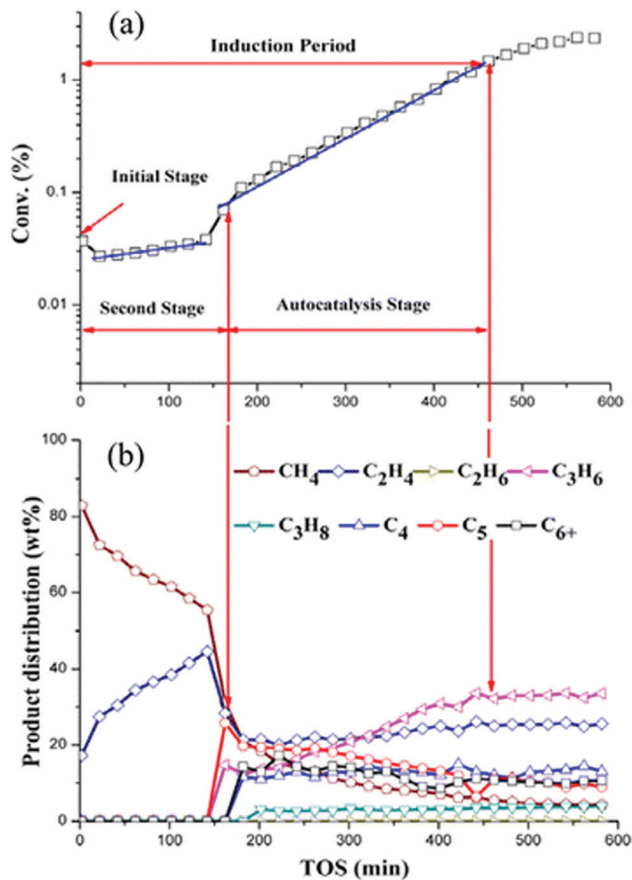 (a)
Induction Period
Initial Stage
Second Stage
Autocatalysis Stage
Conv. (%)
1
0.1
0.01
0 100 200 300 400 500 600
(b)
CH₄ C₂H₄ C₂H₆ C₃H₆
C₃H₈ C₄ C₅ C₆₊
Product distribution (wt%)
100
80
60
40
20
0
0 100 200 300 400 500 600
TOS (min)